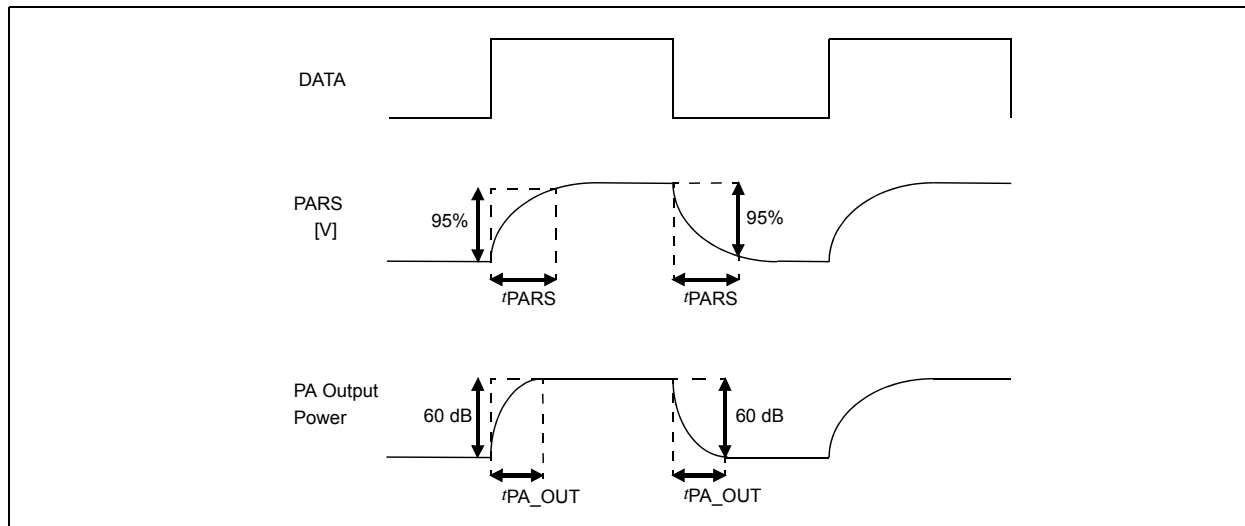 DATA
PARS
[V]
95%
95%
tPARS
tPARS
PA Output
Power
60 dB
60 dB
tPA_OUT
tPA_OUT